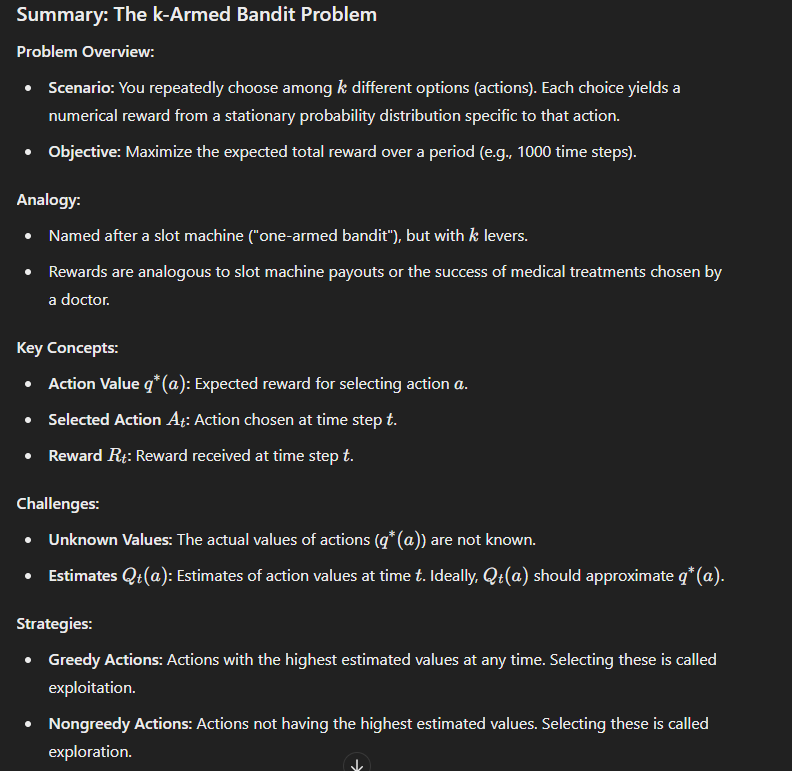 Summary: The k-Armed Bandit Problem
Problem Overview:
• Scenario: You repeatedly choose among k different options (actions). Each choice yields a
numerical reward from a stationary probability distribution specific to that action.
• Objective: Maximize the expected total reward over a period (e.g., 1000 time steps).
Analogy:
• Named after a slot machine ("one-armed bandit"), but with k levers.
• Rewards are analogous to slot machine payouts or the success of medical treatments chosen by
a doctor.
Key Concepts:
• Action Value q*(a): Expected reward for selecting action a.
• Selected Action Aₜ: Action chosen at time step t.
• Reward Rₜ: Reward received at time step t.
Challenges:
• Unknown Values: The actual values of actions (q*(a)) are not known.
• Estimates Qₜ(a): Estimates of action values at time t. Ideally, Qₜ(a) should approximate q*(a).
Strategies:
• Greedy Actions: Actions with the highest estimated values at any time. Selecting these is called
exploitation.
• Nongreedy Actions: Actions not having the highest estimated values. Selecting these is called
exploration.